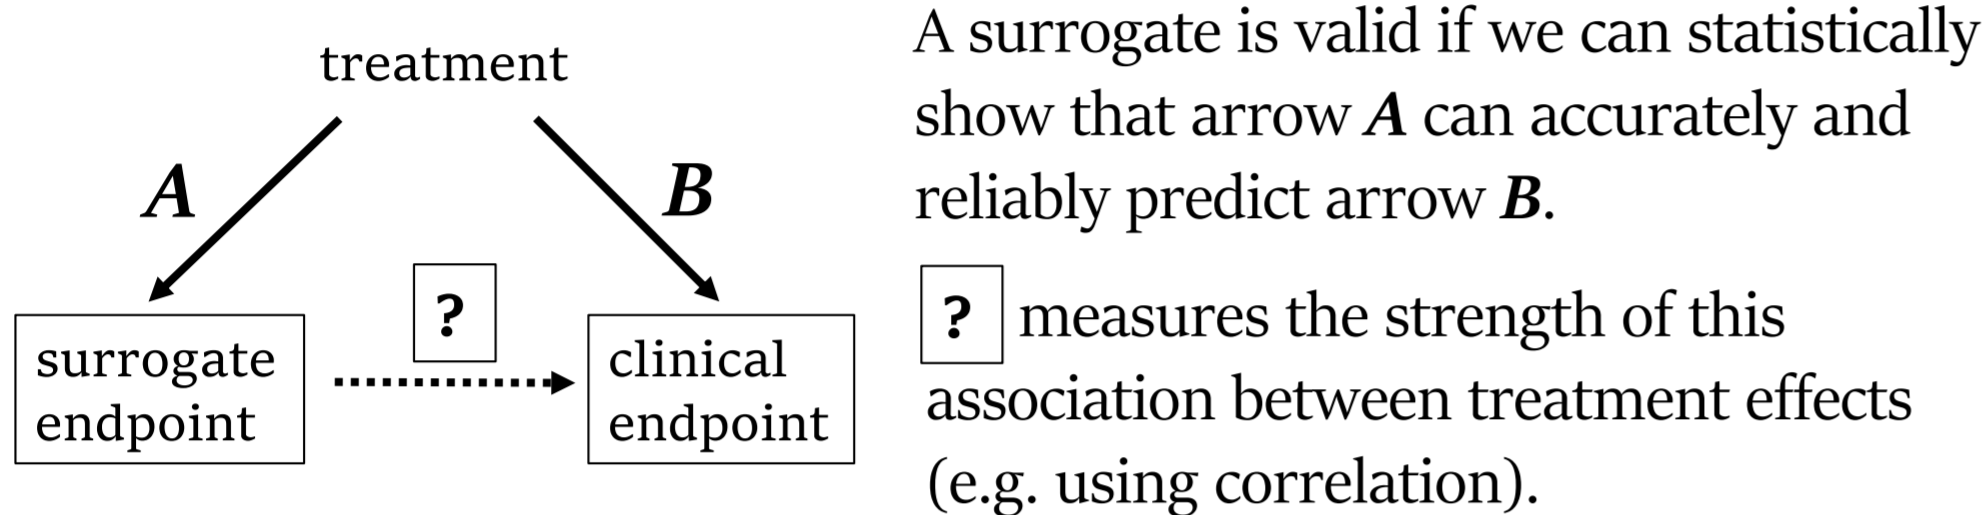 treatment
A
B
?
surrogate
endpoint
clinical
endpoint
A surrogate is valid if we can statistically
show that arrow A can accurately and
reliably predict arrow B.
? measures the strength of this
association between treatment effects
(e.g. using correlation).